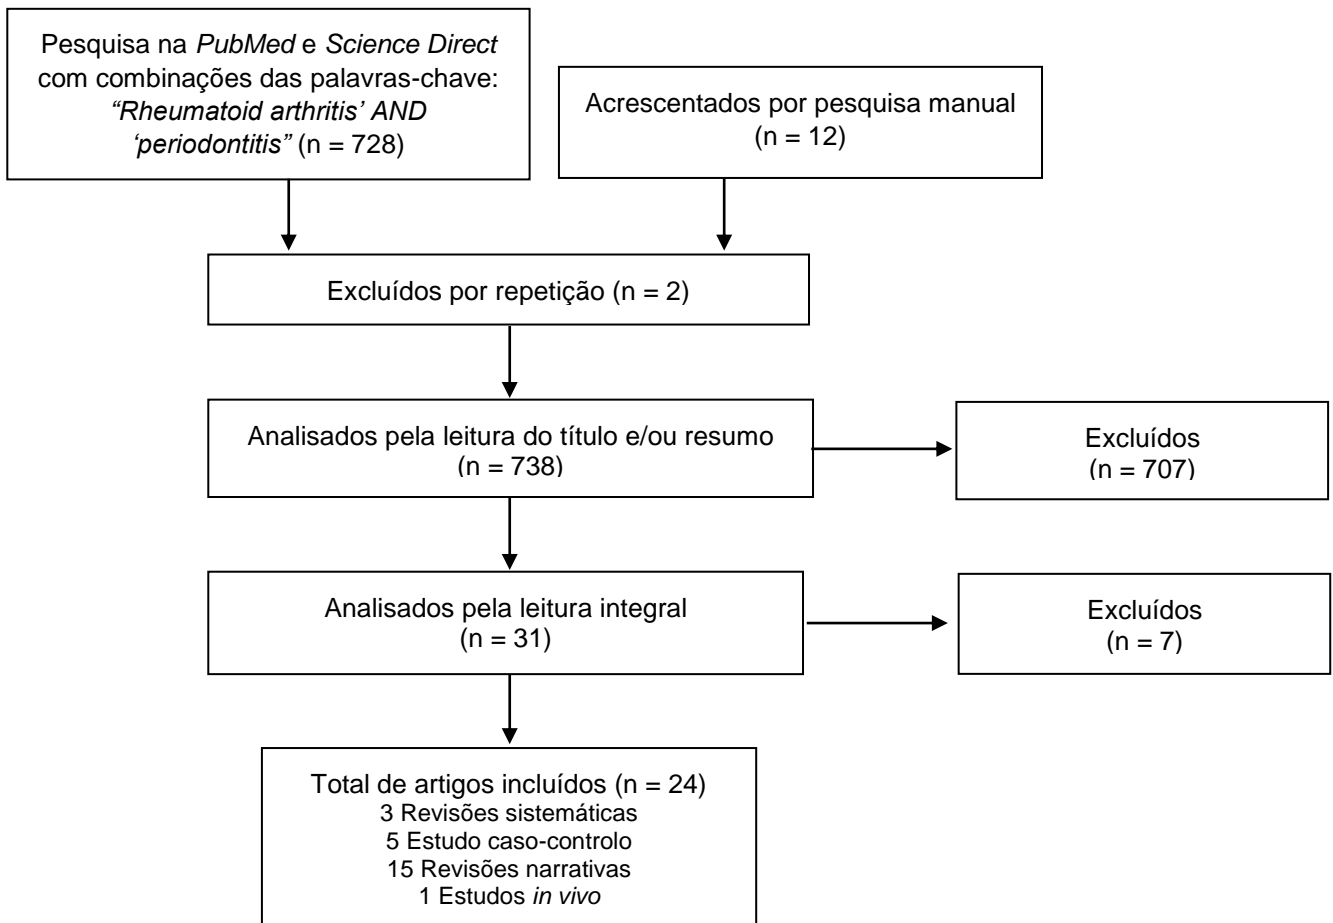 Pesquisa na PubMed e Science Direct
com combinações das palavras-chave:
“Rheumatoid arthritis’ AND
‘periodontitis” (n = 728)
Acrescentados por pesquisa manual
(n = 12)
Excluídos por repetição (n = 2)
Analisados pela leitura do título e/ou resumo
(n = 738)
Excluídos
(n = 707)
Analisados pela leitura integral
(n = 31)
Excluídos
(n = 7)
Total de artigos incluídos (n = 24)
3 Revisões sistemáticas
5 Estudo caso-controlo
15 Revisões narrativas
1 Estudos in vivo